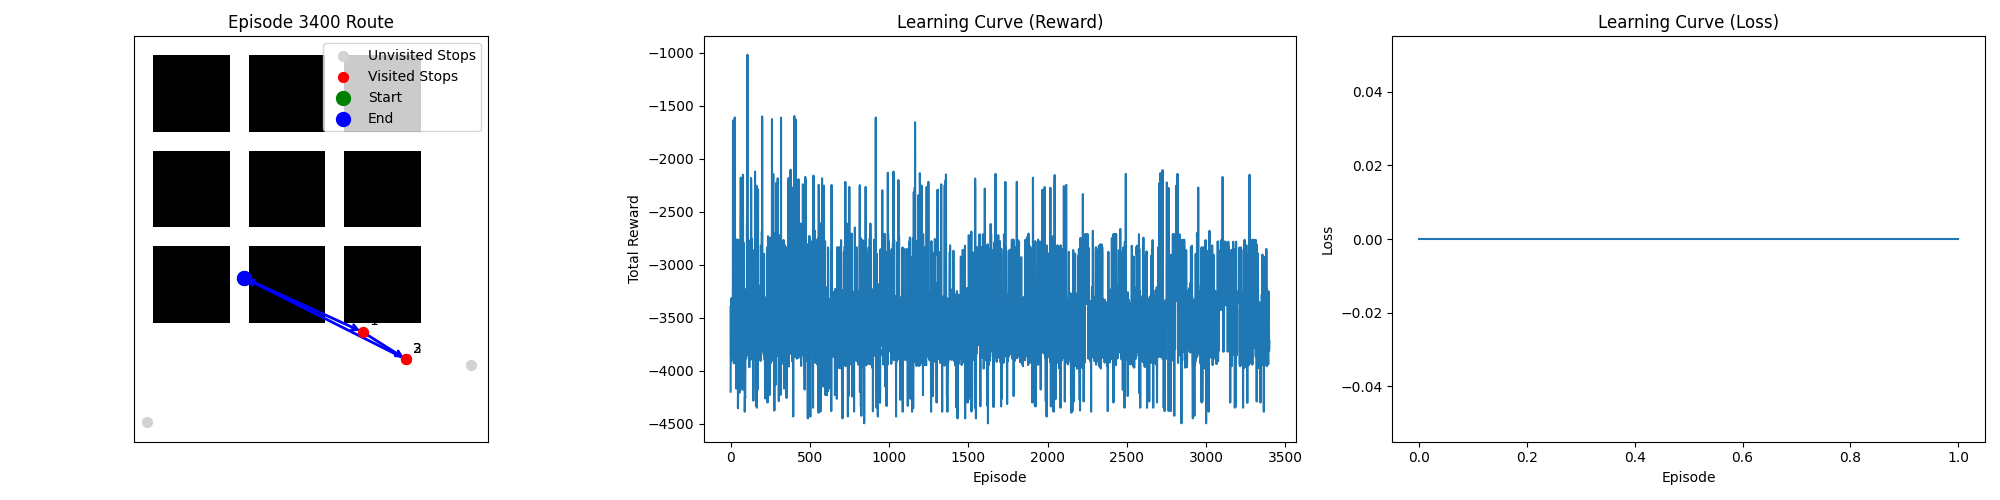 Episode 3400 Route
Unvisited Stops
Visited Stops
Start
End
Learning Curve (Reward)
Total Reward
−1000
−1500
−2000
−2500
−3000
−3500
−4000
−4500
0 500 1000 1500 2000 2500 3000 3500
Episode
Learning Curve (Loss)
Loss
0.04
0.02
0.00
−0.02
−0.04
0.0 0.2 0.4 0.6 0.8 1.0
Episode